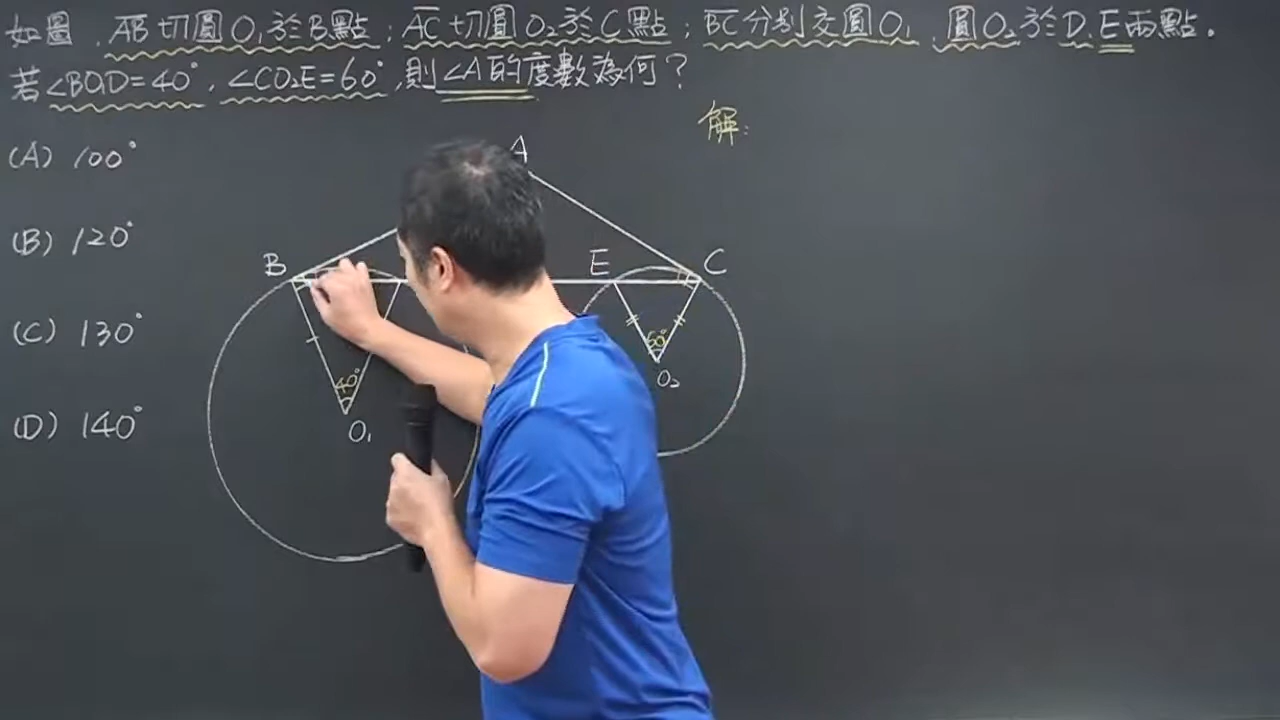 如圖，AB切圓O₁於B點；AC切圓O₂於C點；BC分別交圓O₁、圓O₂於D、E兩點。
若∠BO₁D=40°，∠CO₂E=60°，則∠A的度數為何？
解：
(A) 100°
(B) 120°
(C) 130°
(D) 140°
A
B
E
C
60°
O₂
40°
O₁